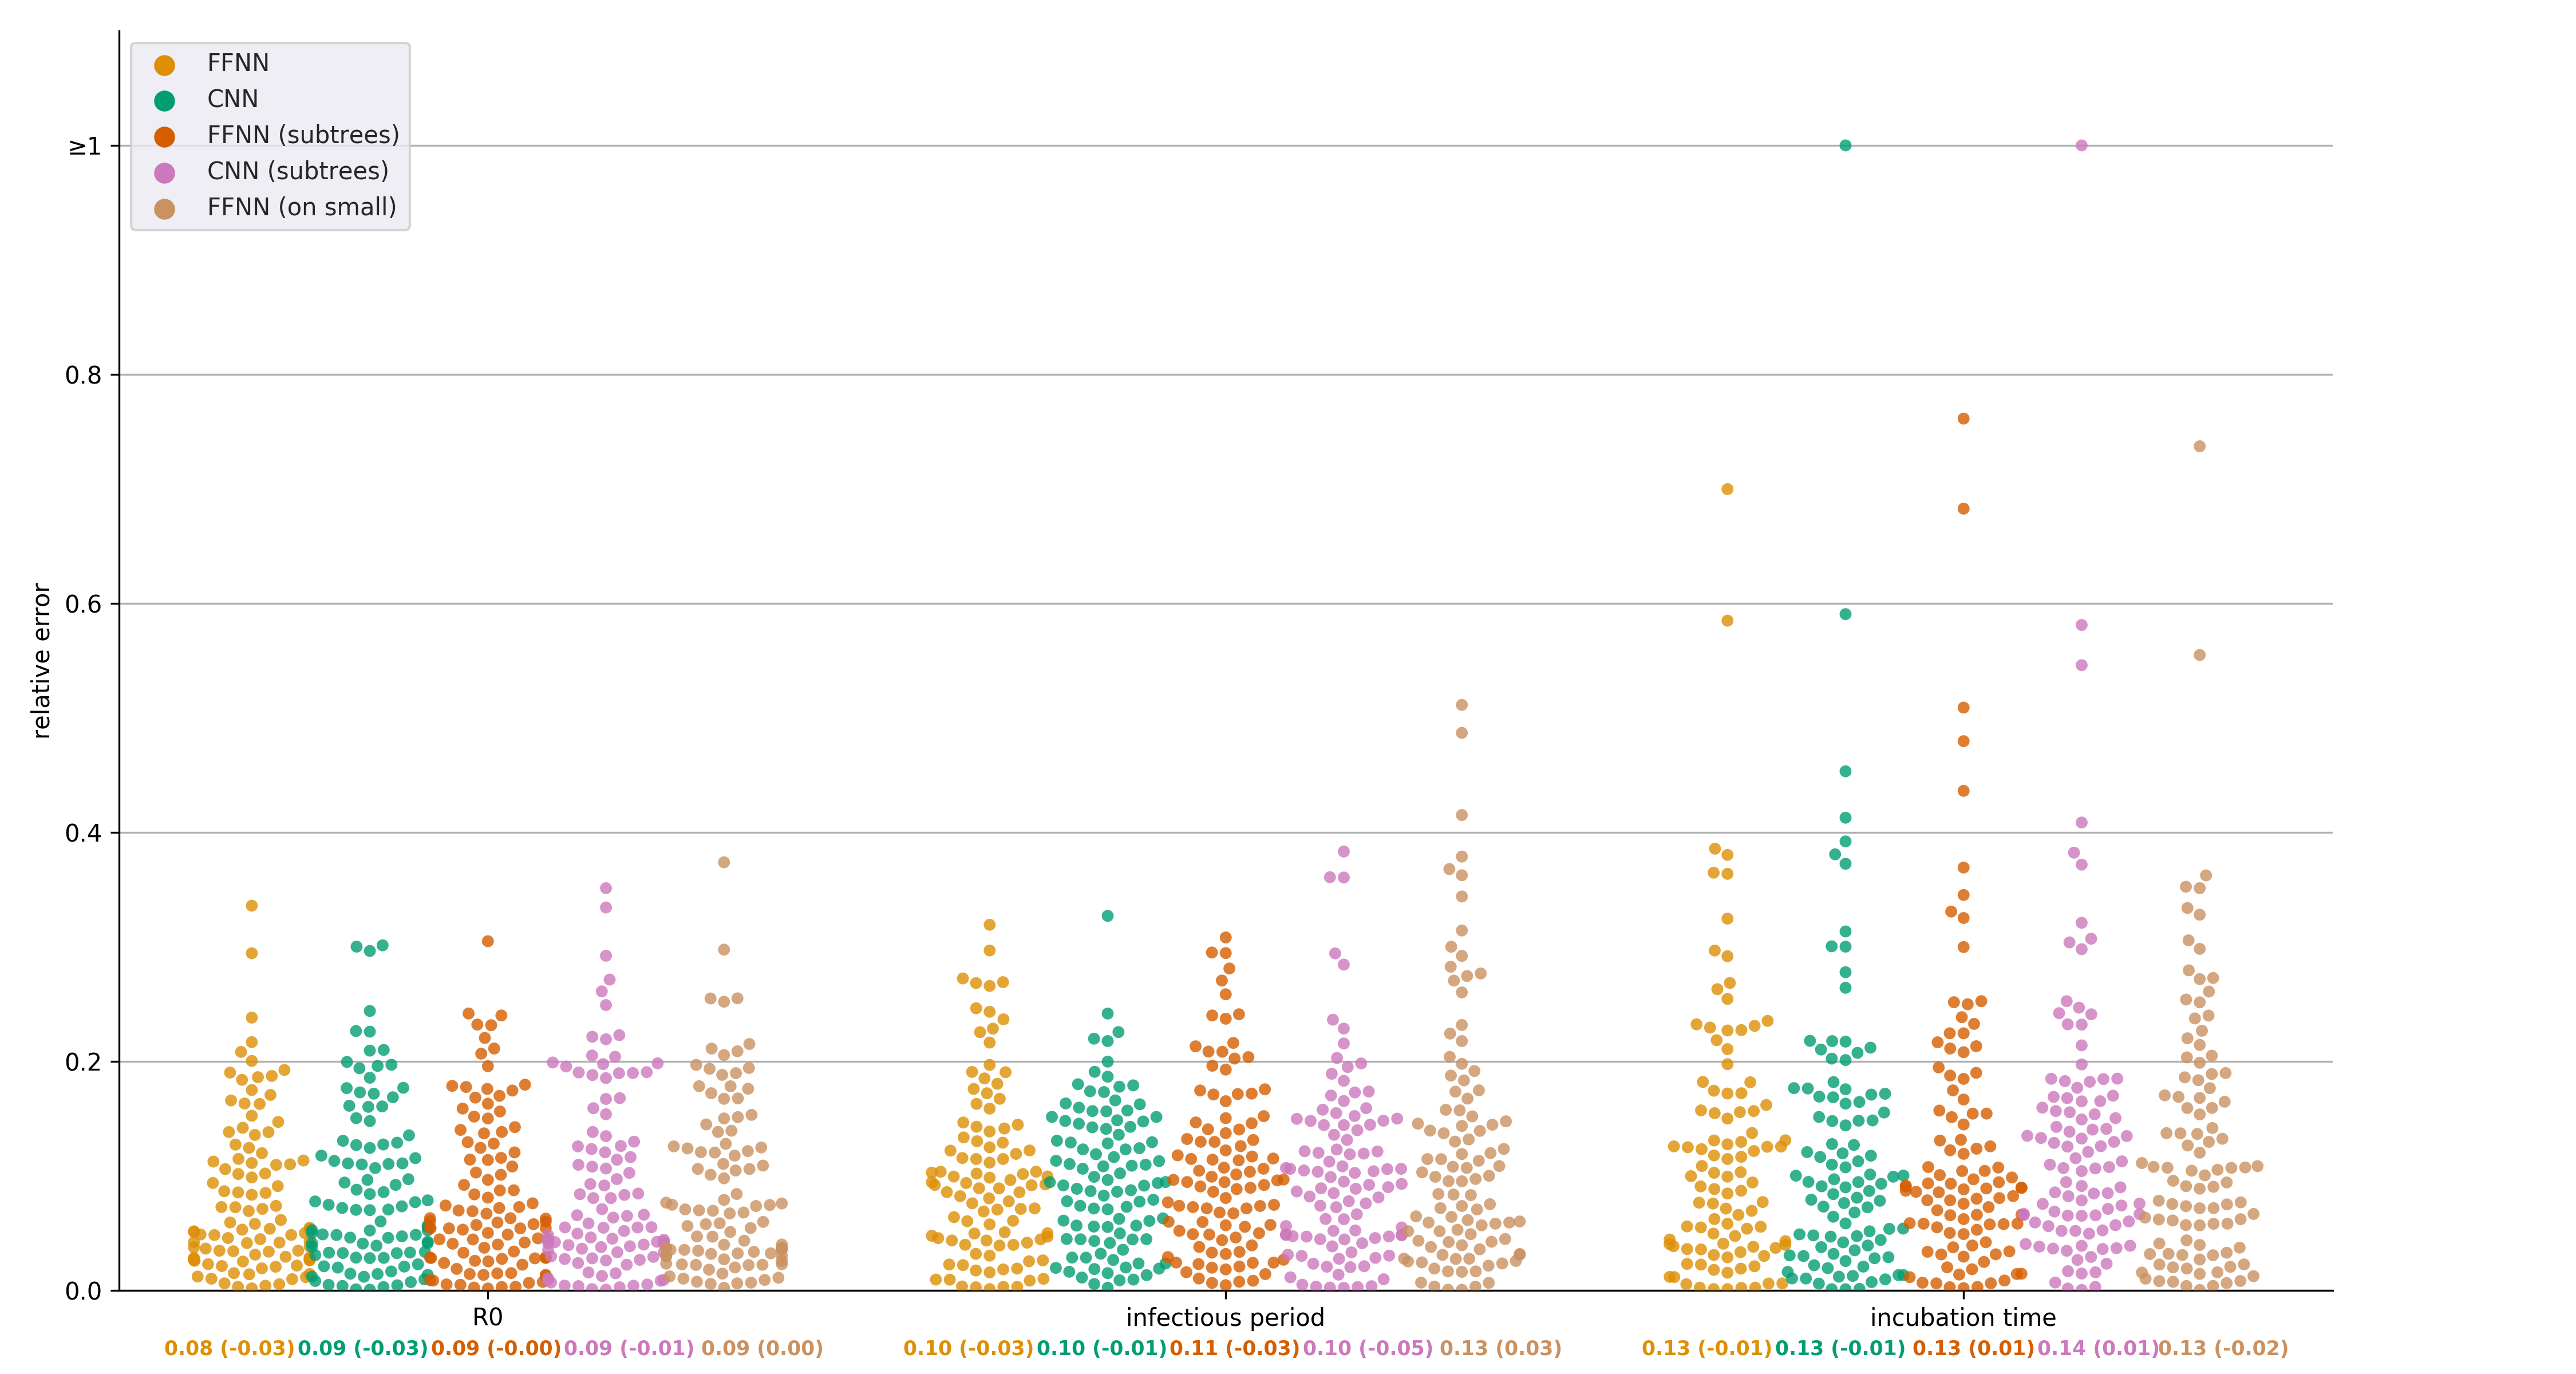 FFNN
CNN
FFNN (subtrees)
CNN (subtrees)
FFNN (on small)
≥1
0.8
0.6
0.4
0.2
0.0
relative error
R0 infectious period incubation time
0.08 (-0.03) 0.09 (-0.03) 0.09 (-0.00) 0.09 (-0.01) 0.09 (0.00) 0.10 (-0.03) 0.10 (-0.01) 0.11 (-0.03) 0.10 (-0.05) 0.13 (0.03) 0.13 (-0.01) 0.13 (-0.01) 0.13 (0.01) 0.14 (0.01) 0.13 (-0.02)